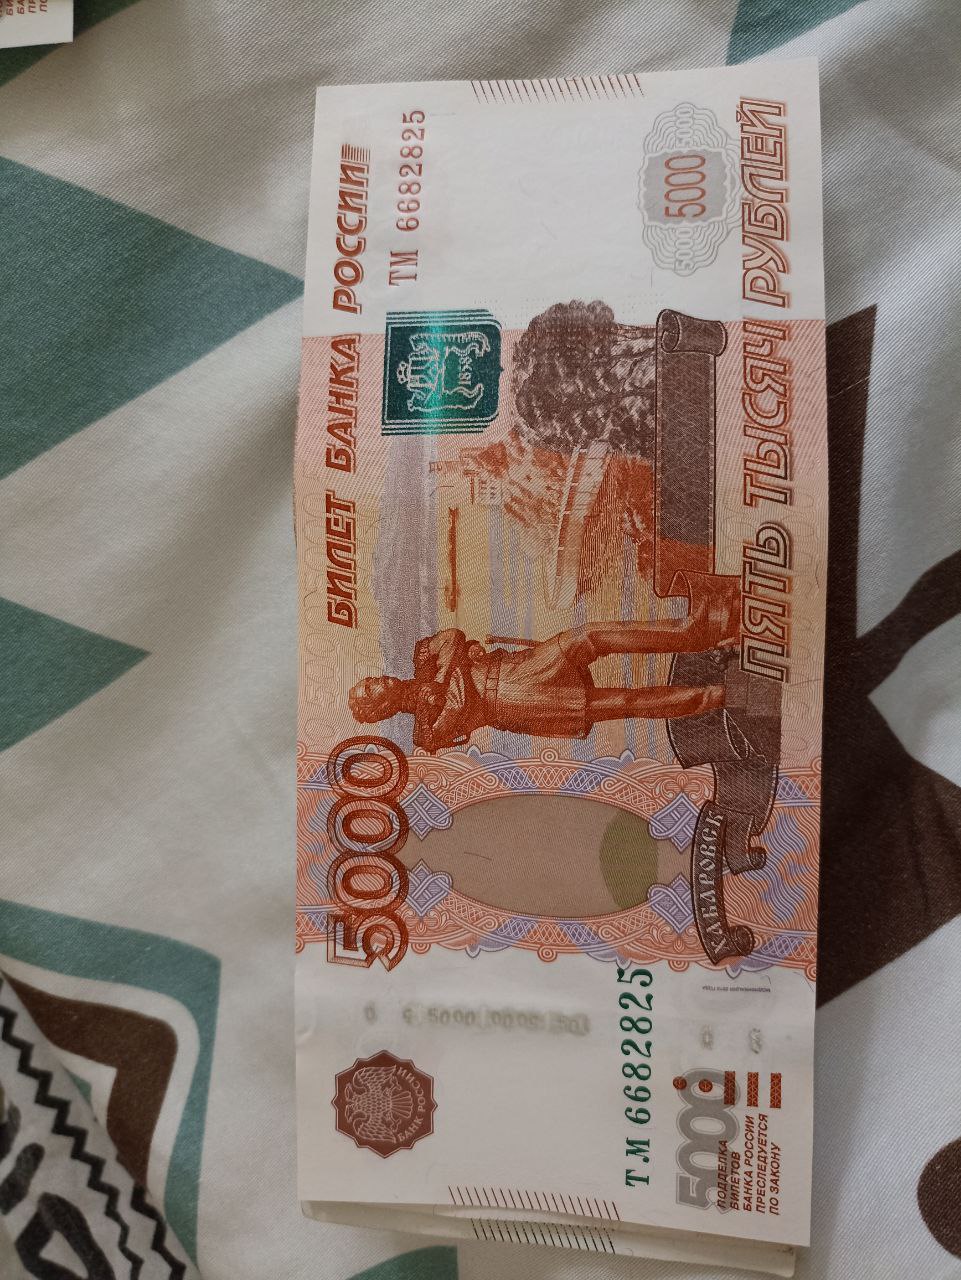 БАНК РОССИИ
5000
БИЛЕТ БАНКА РОССИИ
ТМ 6682825
1858
ТМ 6682825
5000
ПОДДЕЛКА
БИЛЕТОВ
БАНКА РОССИИ
ПРЕСЛЕДУЕТСЯ
ПО ЗАКОНУ
ХАБАРОВСК
5000 5000 5000
ПЯТЬ ТЫСЯЧ РУБЛЕЙ